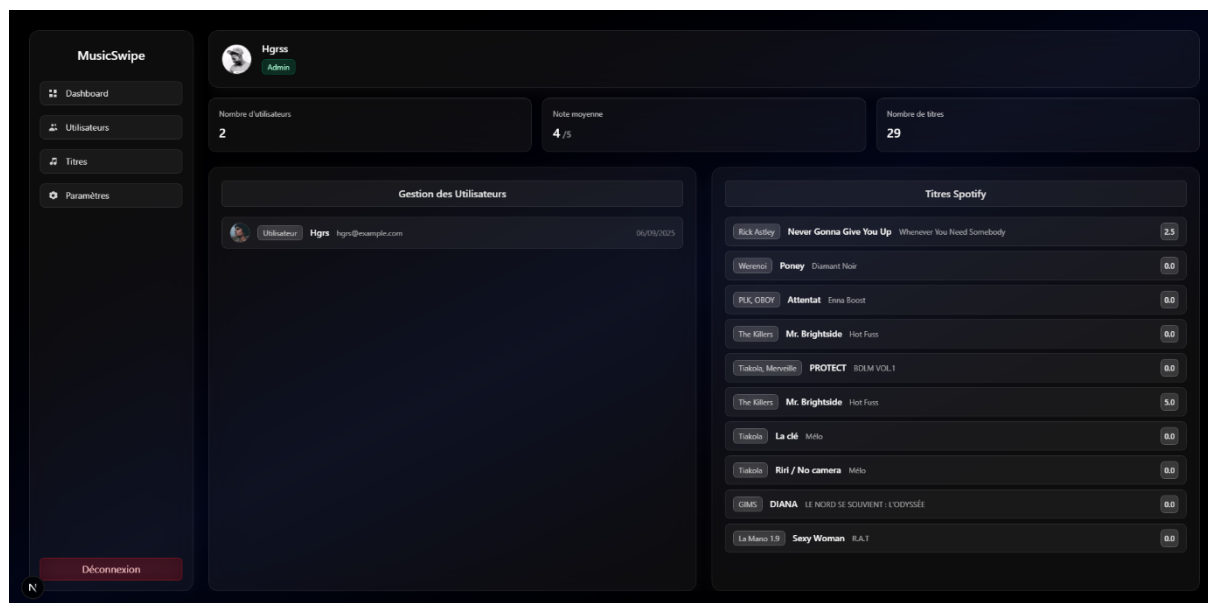 MusicSwipe
Dashboard
Utilisateurs
Titres
Paramètres
Déconnexion
N
Hgrss
Admin
Nombre d'utilisateurs
2
Note moyenne
4 /5
Nombre de titres
29
Gestion des Utilisateurs
Utilisateur Hgrs hgrs@example.com 06/09/2025
Titres Spotify
Rick Astley Never Gonna Give You Up Whenever You Need Somebody 2.5
Werenoi Poney Diamant Noir 0.0
PLK, OBOY Attentat Enna Boost 0.0
The Killers Mr. Brightside Hot Fuss 0.0
Tiakola, Merveille PROTECT BDLM VOL.1 0.0
The Killers Mr. Brightside Hot Fuss 5.0
Tiakola La clé Mélo 0.0
Tiakola Riri / No camera Mélo 0.0
GIMS DIANA LE NORD SE SOUVIENT : L'ODYSSÉE 0.0
La Mano 1.9 Sexy Woman R.A.T 0.0